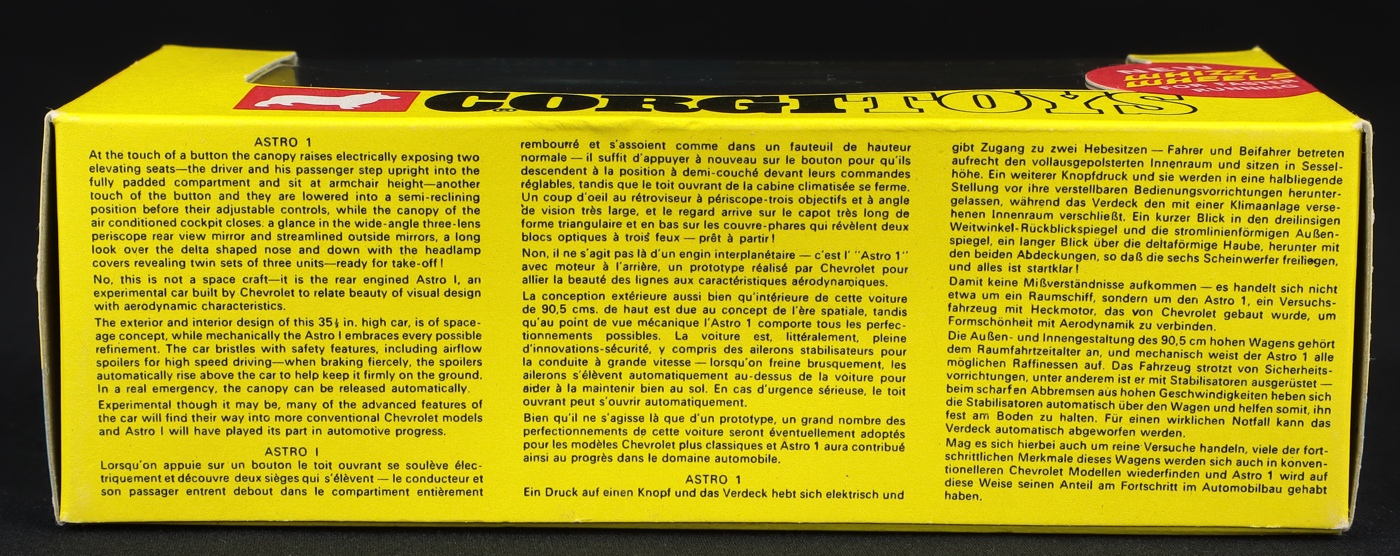 CORGI TOYS
NEW
WHIZZ
WHEELS
FOR FASTER
RUNNING
ASTRO 1
At the touch of a button the canopy raises electrically exposing two
elevating seats—the driver and his passenger step upright into the
fully padded compartment and sit at armchair height—another
touch of the button and they are lowered into a semi-reclining
position before their adjustable controls, while the canopy of the
air conditioned cockpit closes. a glance in the wide-angle three-lens
periscope rear view mirror and streamlined outside mirrors, a long
look over the delta shaped nose and down with the headlamp
covers revealing twin sets of three units—ready for take-off!
No, this is not a space craft—it is the rear engined Astro I, an
experimental car built by Chevrolet to relate beauty of visual design
with aerodynamic characteristics.
The exterior and interior design of this 35½ in. high car, is of space-
age concept, while mechanically the Astro I embraces every possible
refinement. The car bristles with safety features, including airflow
spoilers for high speed driving—when braking fiercely, the spoilers
automatically rise above the car to help keep it firmly on the ground.
In a real emergency, the canopy can be released automatically.
Experimental though it may be, many of the advanced features of
the car will find their way into more conventional Chevrolet models
and Astro I will have played its part in automotive progress.
ASTRO I
Lorsqu'on appuie sur un bouton le toit ouvrant se soulève élec-
triquement et découvre deux sièges qui s'élèvent — le conducteur et
son passager entrent debout dans le compartiment entièrement
rembourré et s'assoient comme dans un fauteuil de hauteur
normale — il suffit d'appuyer à nouveau sur le bouton pour qu'ils
descendent à la position à demi-couché devant leurs commandes
réglables, tandis que le toit ouvrant de la cabine climatisée se ferme.
Un coup d'oeil au rétroviseur à périscope-trois objectifs et à angle
de vision très large, et le regard arrive sur le capot très long de
forme triangulaire et en bas sur les couvre-phares qui révèlent deux
blocs optiques à trois feux — prêt à partir!
Non, il ne s'agit pas là d'un engin interplanétaire — c'est l' "Astro 1"
avec moteur à l'arrière, un prototype réalisé par Chevrolet pour
allier la beauté des lignes aux caractéristiques aérodynamiques.
La conception extérieure aussi bien qu'intérieure de cette voiture
de 90,5 cms. de haut est due au concept de l'ère spatiale, tandis
qu'au point de vue mécanique l'Astro 1 comporte tous les perfec-
tionnements possibles. La voiture est, littéralement, pleine
d'innovations-sécurité, y compris des ailerons stabilisateurs pour
la conduite à grande vitesse — lorsqu'on freine brusquement, les
ailerons s'élèvent automatiquement au-dessus de la voiture pour
aider à la maintenir bien au sol. En cas d'urgence sérieuse, le toit
ouvrant peut s'ouvrir automatiquement.
Bien qu'il ne s'agisse là que d'un prototype, un grand nombre des
perfectionnements de cette voiture seront éventuellement adoptés
pour les modèles Chevrolet plus classiques et Astro 1 aura contribué
ainsi au progrès dans le domaine automobile.
ASTRO 1
Ein Druck auf einen Knopf und das Verdeck hebt sich elektrisch und
gibt Zugang zu zwei Hebesitzen — Fahrer und Beifahrer betreten
aufrecht den vollausgepolsterten Innenraum und sitzen in Sessel-
höhe. Ein weiterer Knopfdruck und sie werden in eine halbliegende
Stellung vor ihre verstellbaren Bedienungsvorrichtungen herunter-
gelassen, während das Verdeck den mit einer Klimaanlage verse-
henen Innenraum verschließt. Ein kurzer Blick in den dreilinsigen
Weitwinkel-Rückblickspiegel und die stromlinienförmigen Außen-
spiegel, ein langer Blick über die deltaförmige Haube, herunter mit
den beiden Abdeckungen, so daß die sechs Scheinwerfer freiliegen,
und alles ist startklar!
Damit keine Mißverständnisse aufkommen — es handelt sich nicht
etwa um ein Raumschiff, sondern um den Astro 1, ein Versuchs-
fahrzeug mit Heckmotor, das von Chevrolet gebaut wurde, um
Formschönheit mit Aerodynamik zu verbinden.
Die Außen- und Innengestaltung des 90,5 cm hohen Wagens gehört
dem Raumfahrtzeitalter an, und mechanisch weist der Astro 1 alle
möglichen Raffinessen auf. Das Fahrzeug strotzt von Sicherheits-
vorrichtungen, unter anderem ist er mit Stabilisatoren ausgerüstet —
beim scharfen Abbremsen aus hohen Geschwindigkeiten heben sich
die Stabilisatoren automatisch über den Wagen und helfen somit, ihn
fest am Boden zu halten. Für einen wirklichen Notfall kann das
Verdeck automatisch abgeworfen werden.
Mag es sich hierbei auch um reine Versuche handeln, viele der fort-
schrittlichen Merkmale dieses Wagens werden sich auch in konven-
tionelleren Chevrolet Modellen wiederfinden und Astro 1 wird auf
diese Weise seinen Anteil am Fortschritt im Automobilbau gehabt
haben.